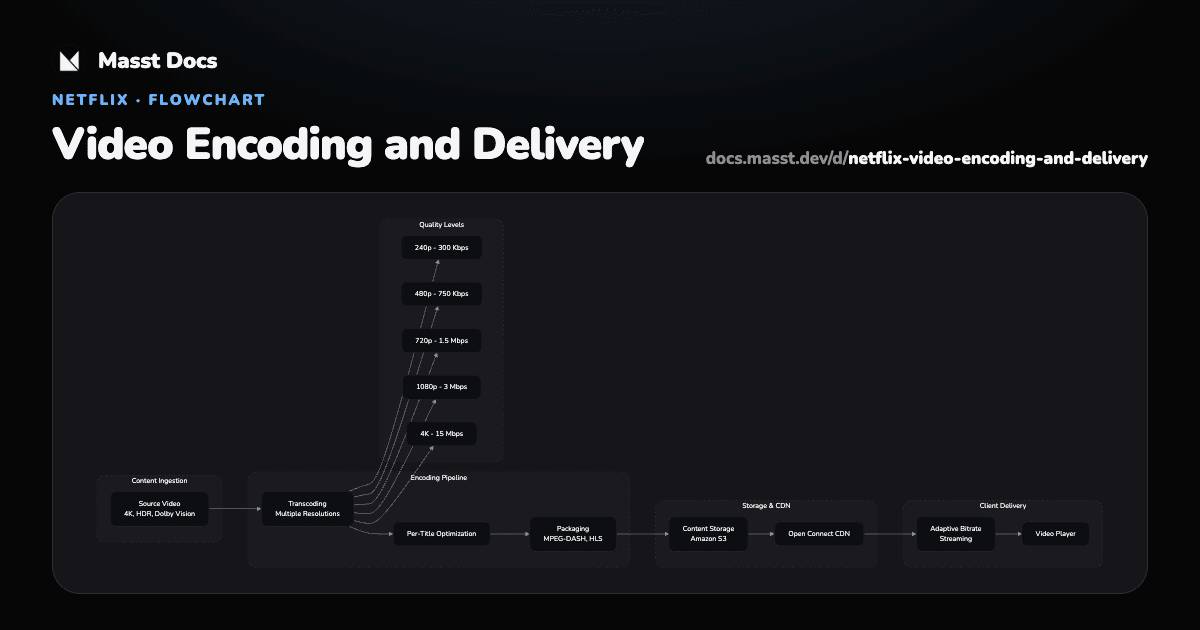 Masst Docs
NETFLIX · FLOWCHART
Video Encoding and Delivery
docs.masst.dev/d/netflix-video-encoding-and-delivery
Quality Levels
240p - 300 Kbps
480p - 750 Kbps
720p - 1.5 Mbps
1080p - 3 Mbps
4K - 15 Mbps
Content Ingestion
Source Video
4K, HDR, Dolby Vision
Encoding Pipeline
Transcoding
Multiple Resolutions
Per-Title Optimization
Packaging
MPEG-DASH, HLS
Storage & CDN
Content Storage
Amazon S3
Open Connect CDN
Client Delivery
Adaptive Bitrate
Streaming
Video Player